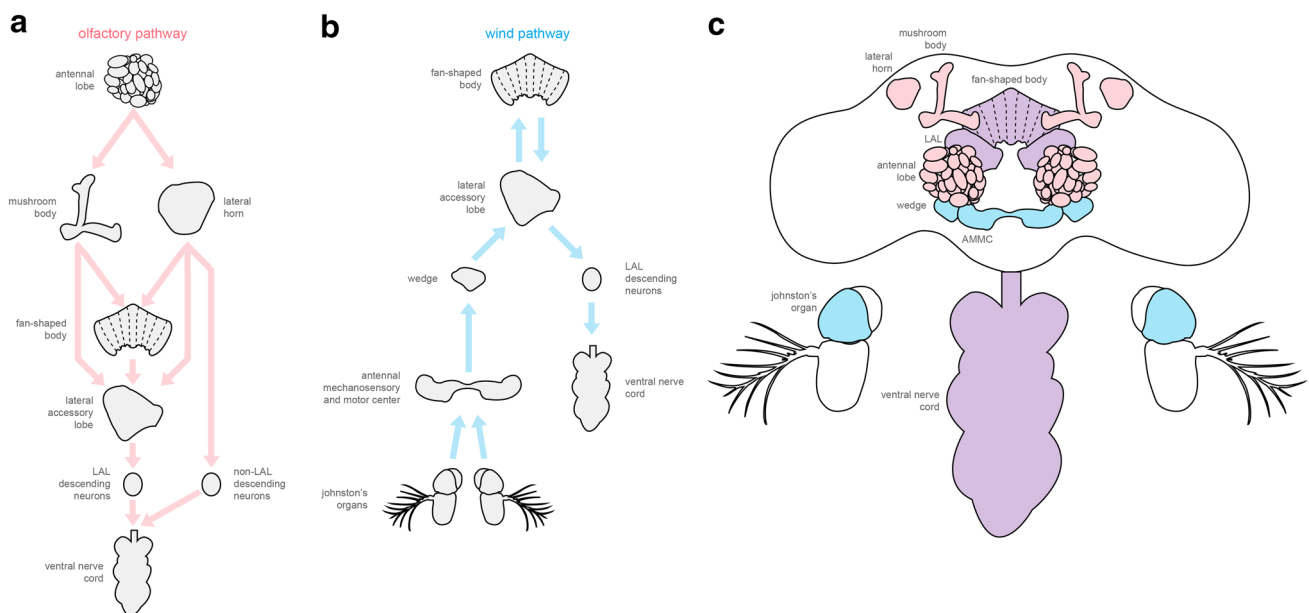 a
olfactory pathway
antennal
lobe
mushroom
body
lateral
horn
fan-shaped
body
lateral
accessory
lobe
LAL
descending
neurons
non-LAL
descending
neurons
ventral nerve
cord
b
wind pathway
fan-shaped
body
lateral
accessory
lobe
wedge
LAL
descending
neurons
antennal
mechanosensory
and motor center
ventral nerve
cord
johnston's
organs
c
mushroom
body
lateral
horn
fan-shaped body
LAL
antennal
lobe
wedge
AMMC
johnston's
organ
ventral nerve
cord